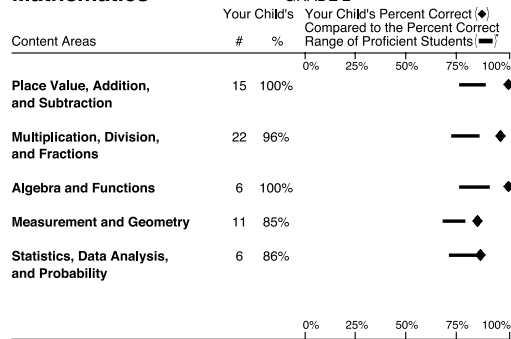 Your Child's Your Child's Percent Correct (◆)
Compared to the Percent Correct
Content Areas # % Range of Proficient Students (▬)*
0% 25% 50% 75% 100%
Place Value, Addition, 15 100%
and Subtraction
Multiplication, Division, 22 96%
and Fractions
Algebra and Functions 6 100%
Measurement and Geometry 11 85%
Statistics, Data Analysis, 6 86%
and Probability
0% 25% 50% 75% 100%